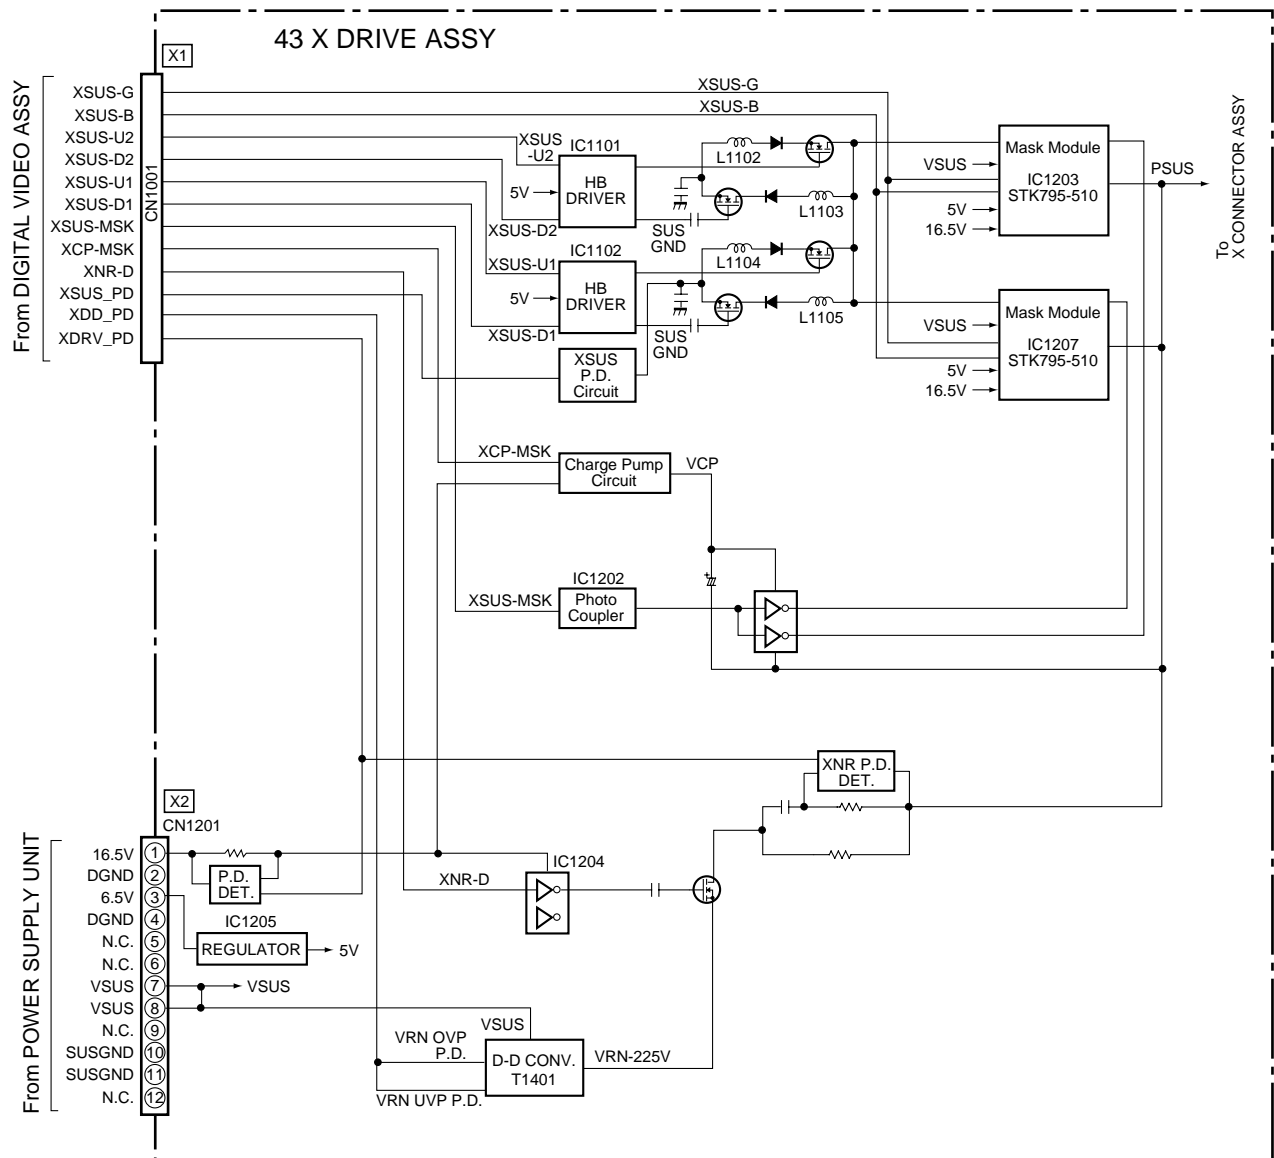 43 X DRIVE ASSY
X1
From DIGITAL VIDEO ASSY
CN1001
XSUS-G
XSUS-B
XSUS-U2
XSUS-D2
XSUS-U1
XSUS-D1
XSUS-MSK
XCP-MSK
XNR-D
XSUS_PD
XDD_PD
XDRV_PD
XSUS-G
XSUS-B
XSUS
-U2
IC1101
HB
DRIVER
5V
XSUS-D2
L1102
L1103
SUS
GND
XSUS-U1
IC1102
HB
DRIVER
5V
XSUS-D1
L1104
L1105
SUS
GND
XSUS
P.D.
Circuit
Mask Module
IC1203
STK795-510
VSUS
5V
16.5V
PSUS
To
X CONNECTOR ASSY
Mask Module
IC1207
STK795-510
VSUS
5V
16.5V
XCP-MSK
Charge Pump
Circuit
VCP
+
IC1202
XSUS-MSK
Photo
Coupler
XNR P.D.
DET.
X2
CN1201
From POWER SUPPLY UNIT
16.5V 1
DGND 2
6.5V 3
DGND 4
N.C. 5
N.C. 6
VSUS 7
VSUS 8
N.C. 9
SUSGND 10
SUSGND 11
N.C. 12
P.D.
DET.
IC1205
REGULATOR
5V
VSUS
XNR-D
IC1204
VSUS
VRN OVP
P.D.
D-D CONV.
T1401
VRN-225V
VRN UVP P.D.